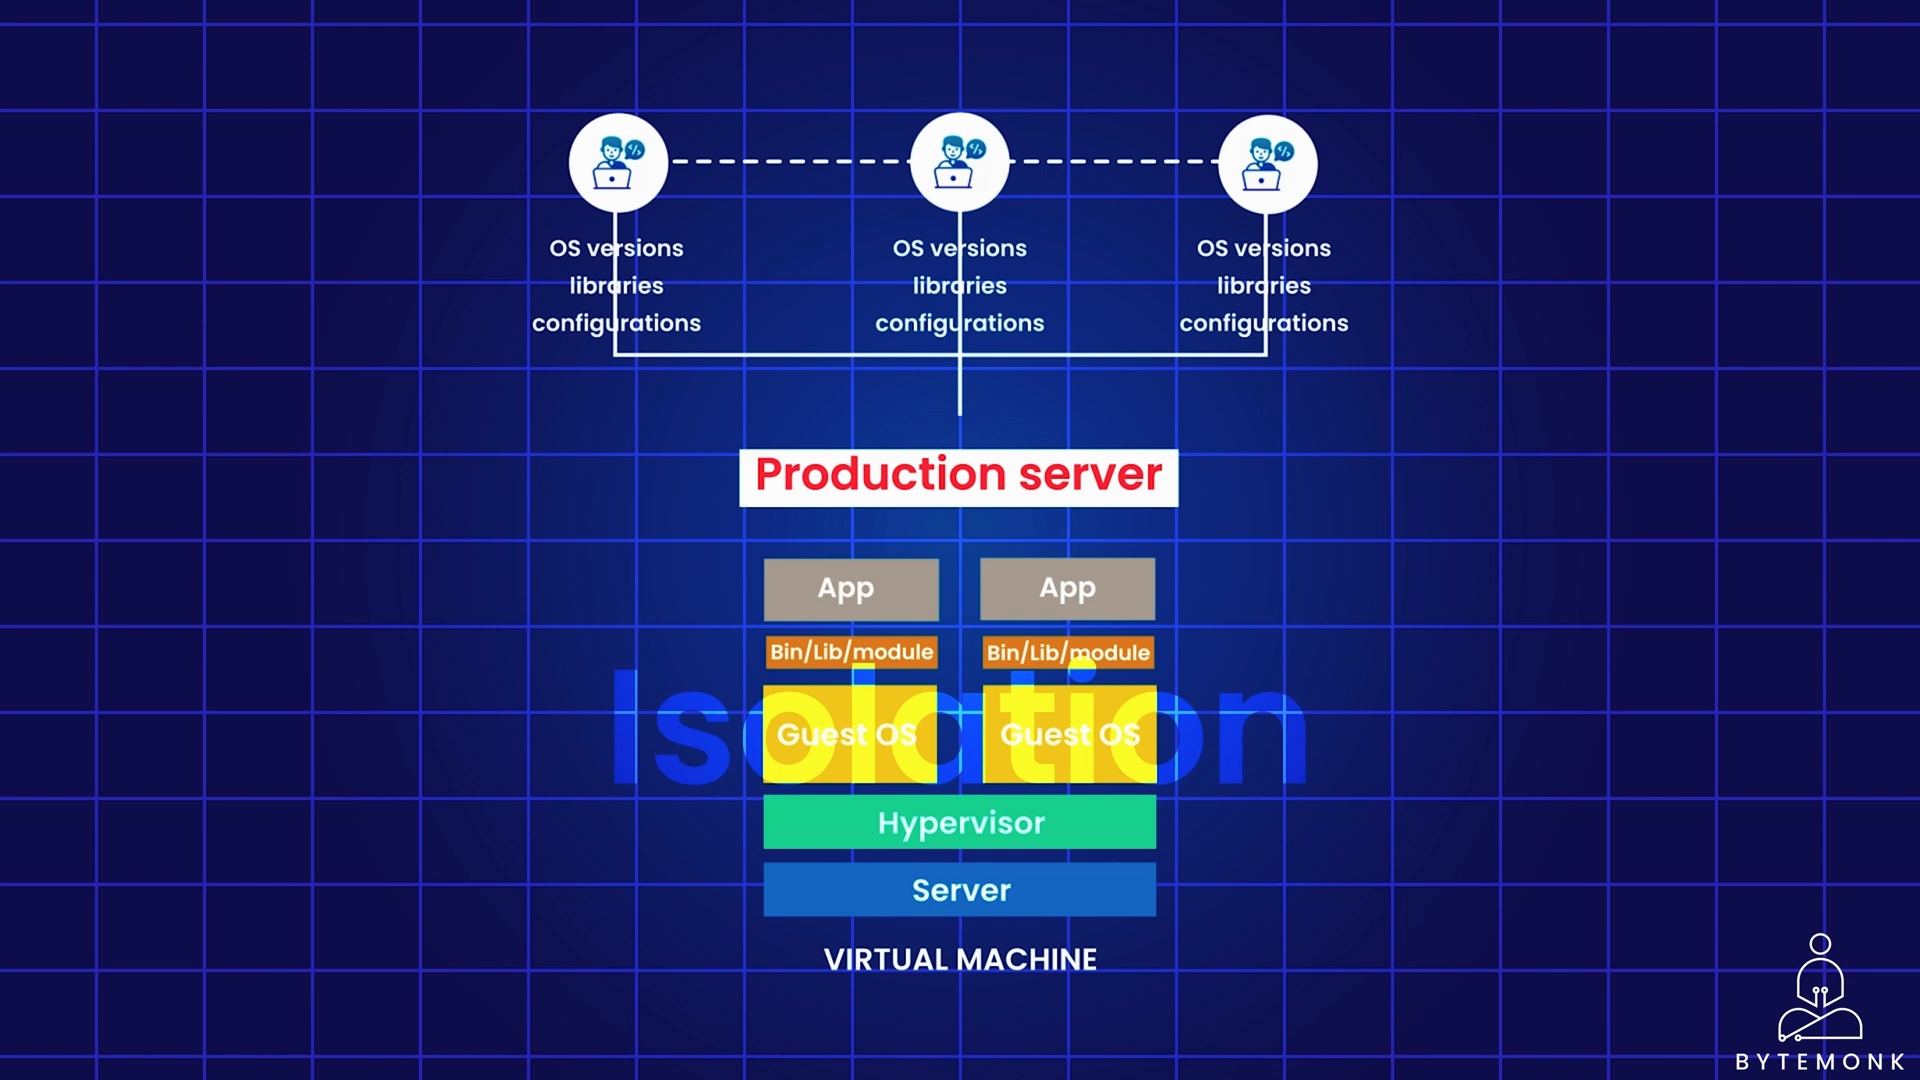 OS versions
libraries
configurations
OS versions
libraries
configurations
OS versions
libraries
configurations
Production server
App
App
Bin/Lib/module
Bin/Lib/module
Isolation
Guest OS
Guest OS
Hypervisor
Server
VIRTUAL MACHINE
BYTEMONK